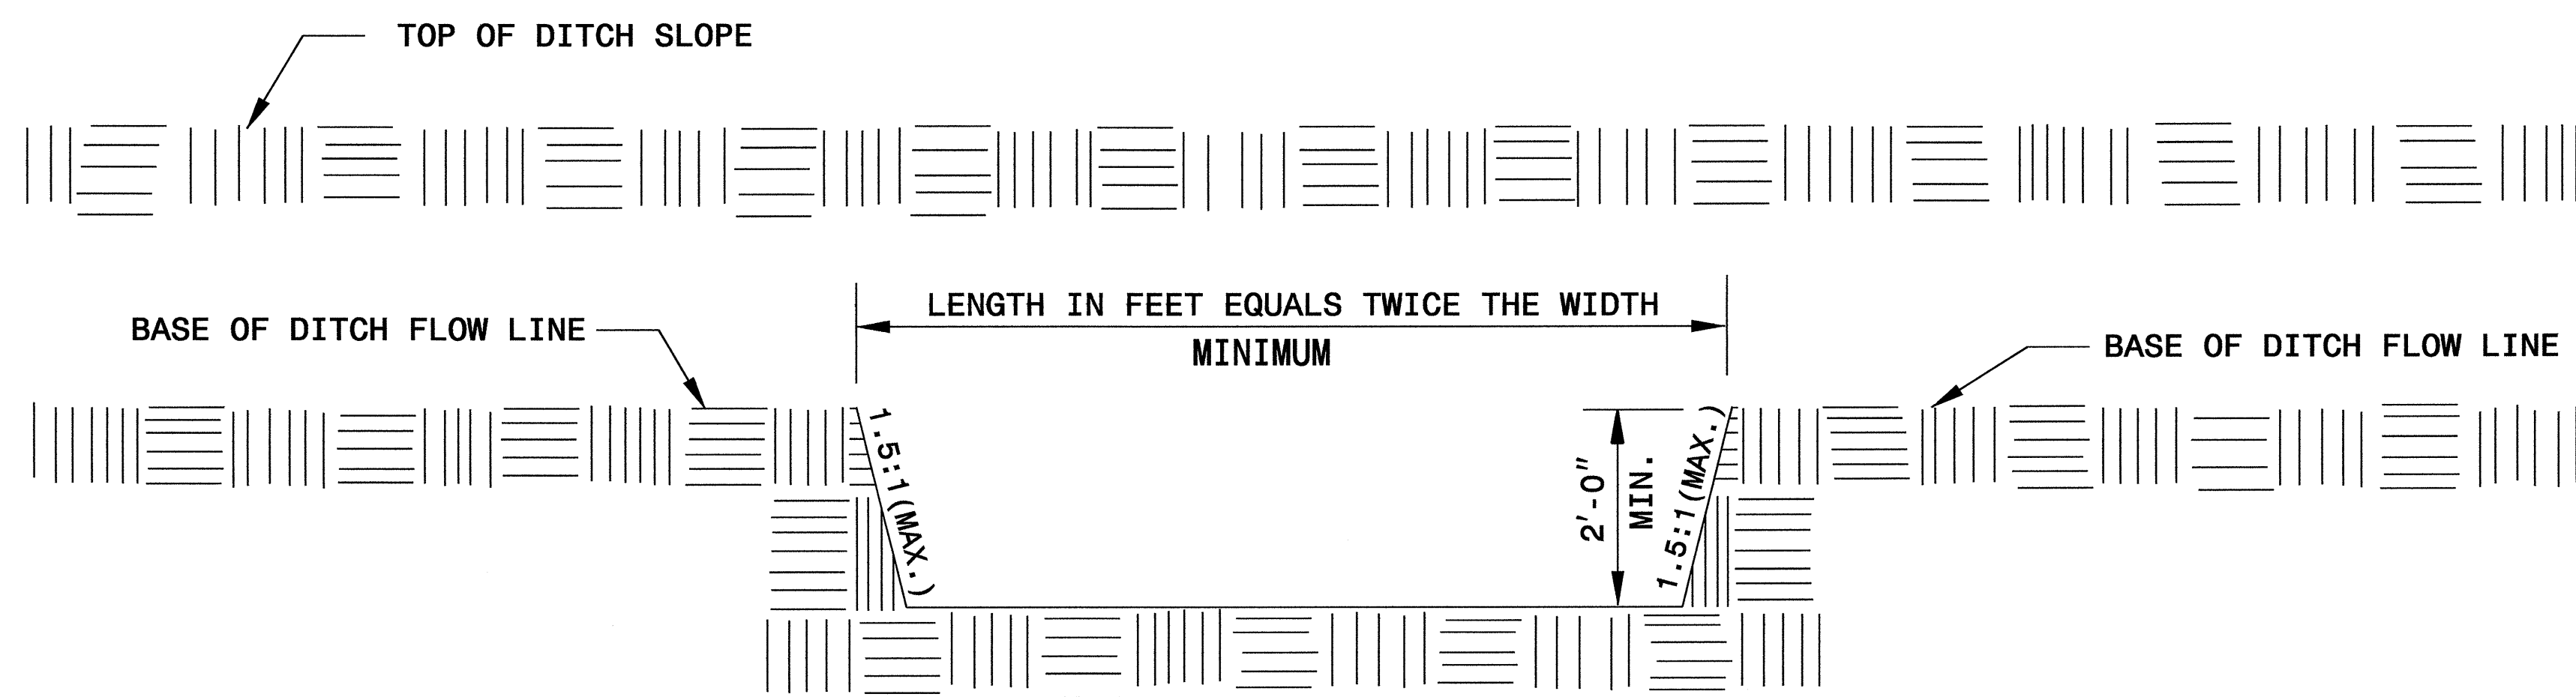 TOP OF DITCH SLOPE
LENGTH IN FEET EQUALS TWICE THE WIDTH
MINIMUM
BASE OF DITCH FLOW LINE
BASE OF DITCH FLOW LINE
1.5:1(MAX.)
2'-0"
MIN.
1.5:1(MAX.)